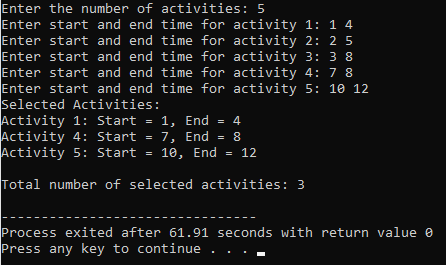 Enter the number of activities: 5
Enter start and end time for activity 1: 1 4
Enter start and end time for activity 2: 2 5
Enter start and end time for activity 3: 3 8
Enter start and end time for activity 4: 7 8
Enter start and end time for activity 5: 10 12
Selected Activities:
Activity 1: Start = 1, End = 4
Activity 4: Start = 7, End = 8
Activity 5: Start = 10, End = 12
Total number of selected activities: 3
--------------------------------
Process exited after 61.91 seconds with return value 0
Press any key to continue . . .